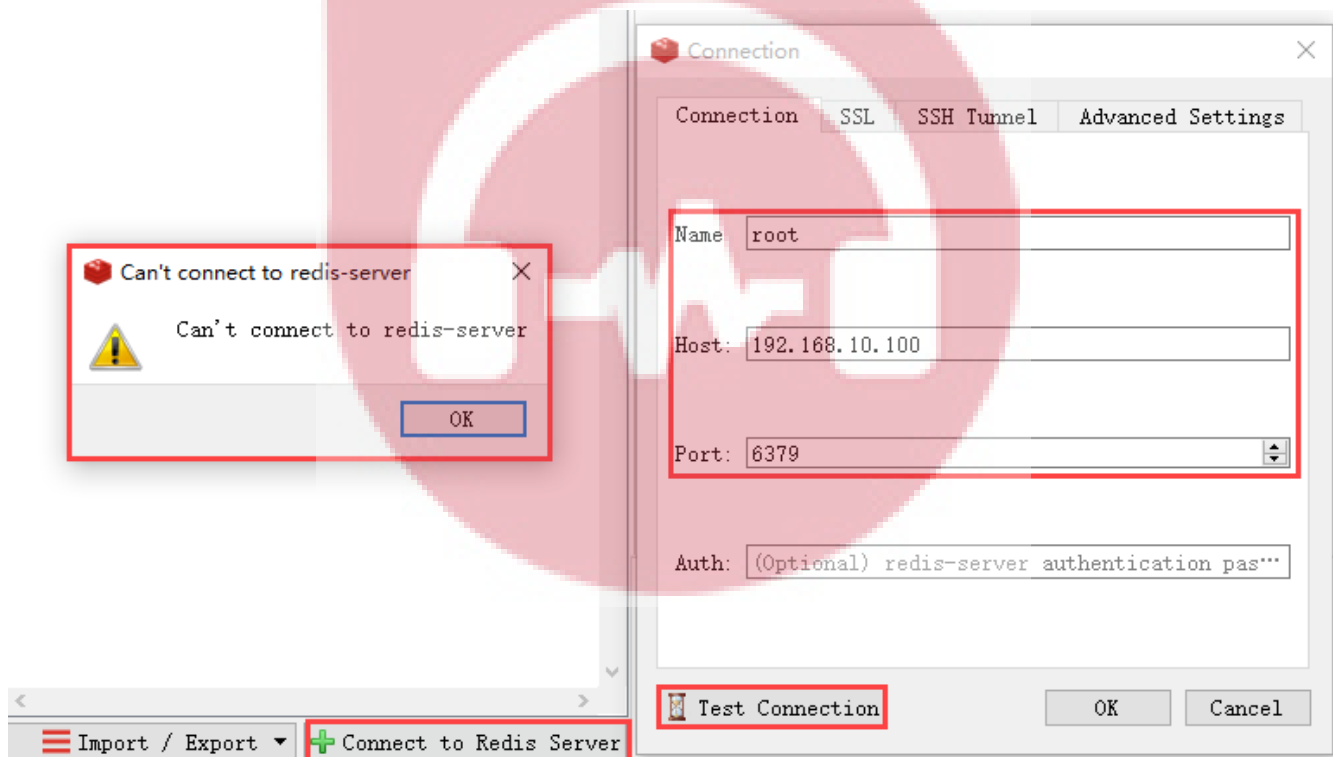 Can't connect to redis-server
Can't connect to redis-server
OK
Import / Export
Connect to Redis Server
Connection
Connection
SSL
SSH Tunnel
Advanced Settings
Name
root
Host:
192.168.10.100
Port:
6379
Auth:
(Optional) redis-server authentication pas…
Test Connection
OK
Cancel